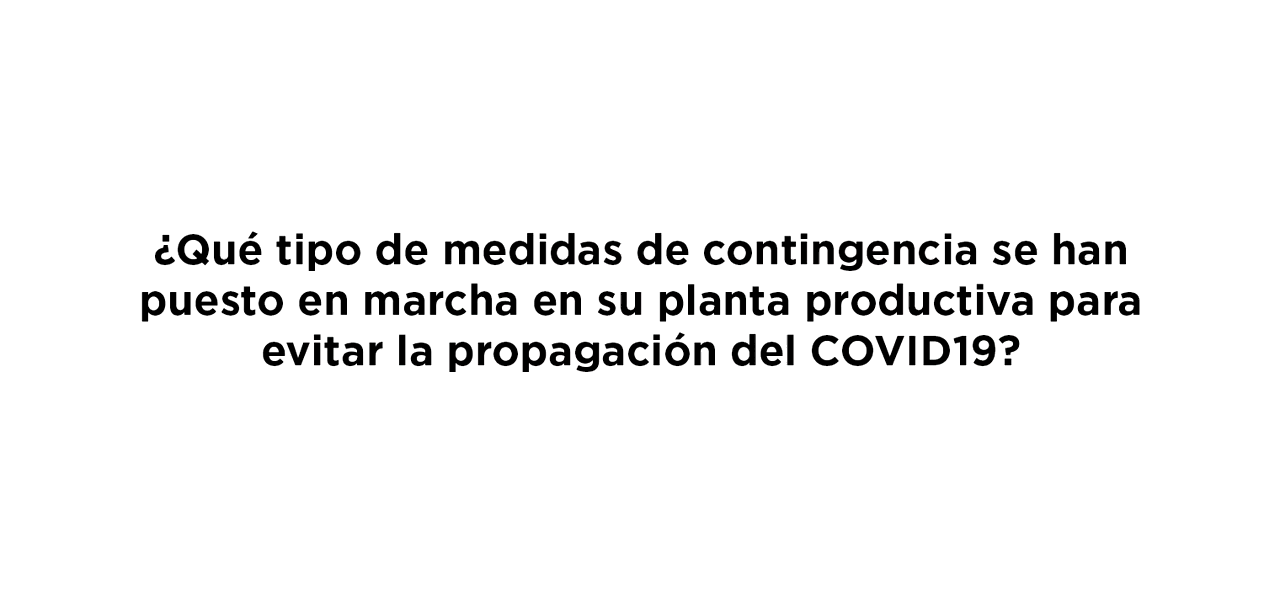 ¿Qué tipo de medidas de contingencia se han
puesto en marcha en su planta productiva para
evitar la propagación del COVID19?